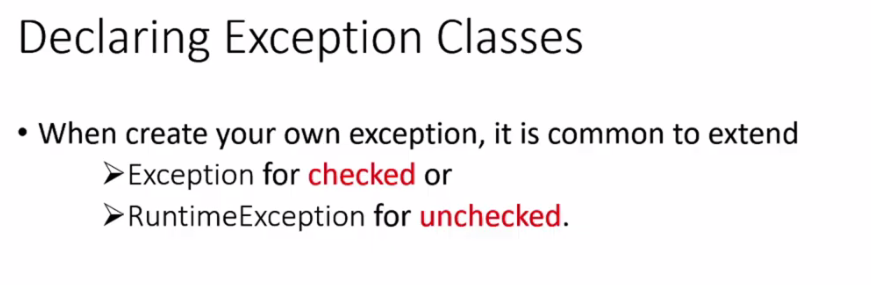 Declaring Exception Classes
• When create your own exception, it is common to extend
➢Exception for checked or
➢RuntimeException for unchecked.